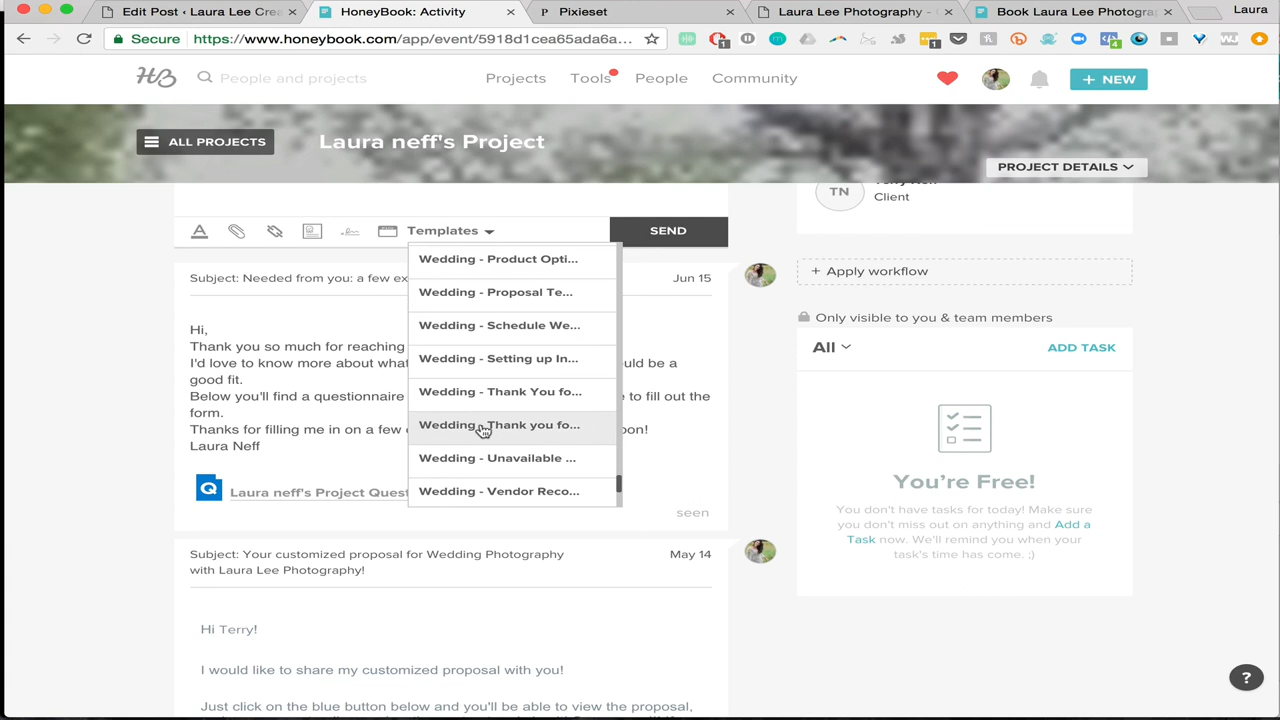 Edit Post ‹ Laura Lee Crea
HoneyBook: Activity
Pixieset
Laura Lee Photography - C
Book Laura Lee Photograp
Laura
Secure
https://www.honeybook.com/app/event/5918d1cea65ada6a...
1
1
4
HB
People and projects
Projects
Tools
People
Community
+ NEW
ALL PROJECTS
Laura neff's Project
PROJECT DETAILS
TN
Client
Templates
SEND
Wedding - Product Opti...
Wedding - Proposal Te...
Wedding - Schedule We...
Wedding - Setting up In...
Wedding - Thank You fo...
Wedding - Thank you fo...
Wedding - Unavailable ...
Wedding - Vendor Reco...
Subject: Needed from you: a few ex
Jun 15
Hi,
Thank you so much for reaching
I'd love to know more about what
ould be a
good fit.
Below you'll find a questionnaire
e to fill out the
form.
Thanks for filling me in on a few
oon!
Laura Neff
Q
Laura neff's Project Quest
seen
Subject: Your customized proposal for Wedding Photography
with Laura Lee Photography!
May 14
Hi Terry!
I would like to share my customized proposal with you!
Just click on the blue button below and you'll be able to view the proposal,
+ Apply workflow
Only visible to you & team members
All
ADD TASK
You're Free!
You don't have tasks for today! Make sure
you don't miss out on anything and Add a
Task now. We'll remind you when your
task's time has come. ;)
?